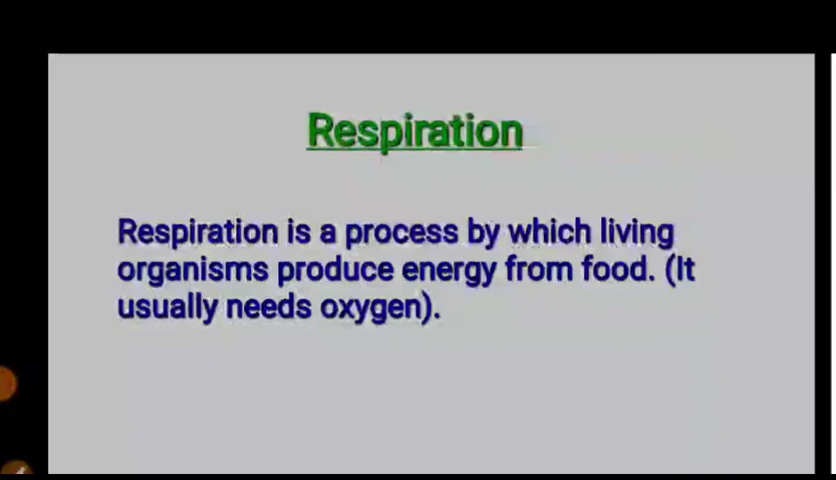 Respiration
Respiration is a process by which living
organisms produce energy from food. (It
usually needs oxygen).